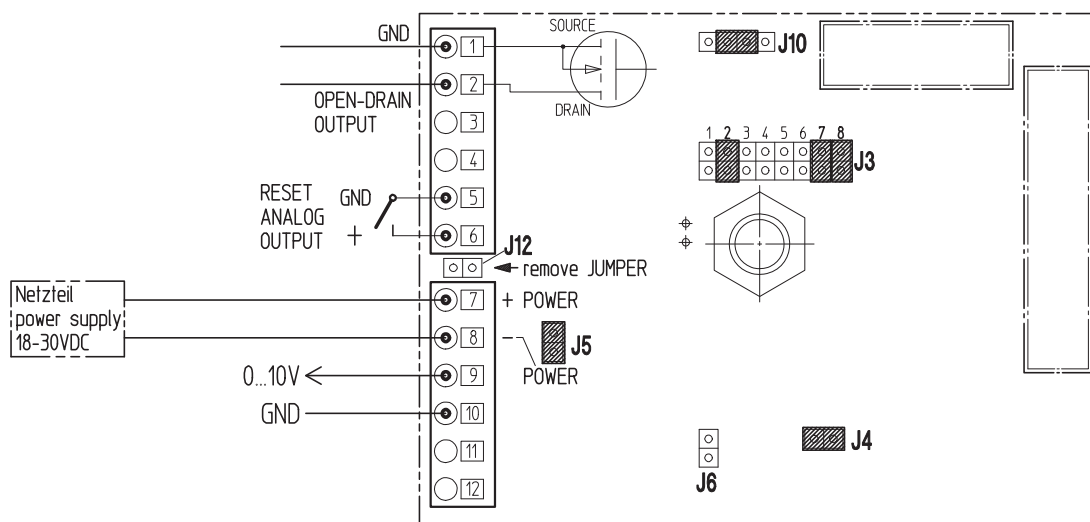 SOURCE
GND
1
J10
2
OPEN-DRAIN
OUTPUT
DRAIN
3
1 2 3 4 5 6 7 8
J3
4
RESET
ANALOG
OUTPUT
GND
5
+
6
J12
remove JUMPER
Netzteil
power supply
18-30VDC
7
+ POWER
8
–
POWER
J5
0...10V
9
GND
10
11
J4
12
J6